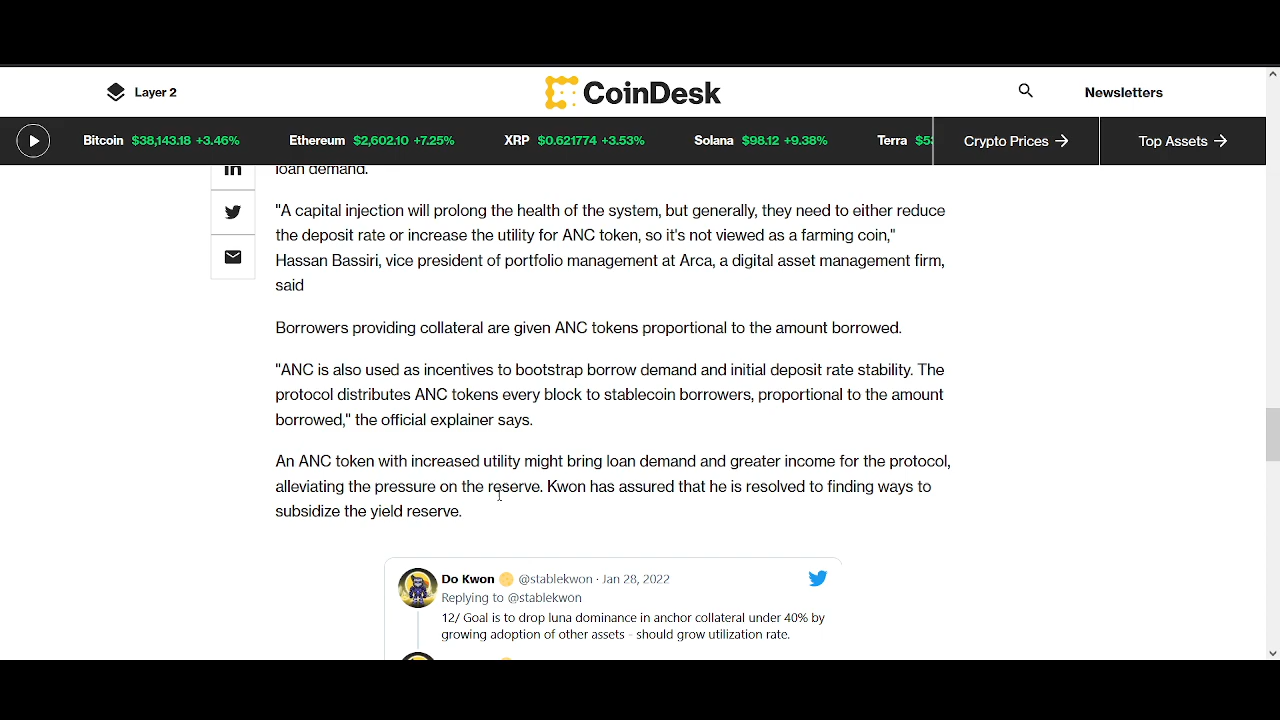 Layer 2
CoinDesk
Newsletters
Bitcoin $38,143.18 +3.46% Ethereum $2,602.10 +7.25% XRP $0.621774 +3.53% Solana $98.12 +9.38% Terra $53 Crypto Prices → Top Assets →
in
loan demand.
"A capital injection will prolong the health of the system, but generally, they need to either reduce
the deposit rate or increase the utility for ANC token, so it's not viewed as a farming coin,"
Hassan Bassiri, vice president of portfolio management at Arca, a digital asset management firm,
said
Borrowers providing collateral are given ANC tokens proportional to the amount borrowed.
"ANC is also used as incentives to bootstrap borrow demand and initial deposit rate stability. The
protocol distributes ANC tokens every block to stablecoin borrowers, proportional to the amount
borrowed," the official explainer says.
An ANC token with increased utility might bring loan demand and greater income for the protocol,
alleviating the pressure on the reserve. Kwon has assured that he is resolved to finding ways to
subsidize the yield reserve.
Do Kwon @stablekwon · Jan 28, 2022
Replying to @stablekwon
12/ Goal is to drop luna dominance in anchor collateral under 40% by
growing adoption of other assets - should grow utilization rate.